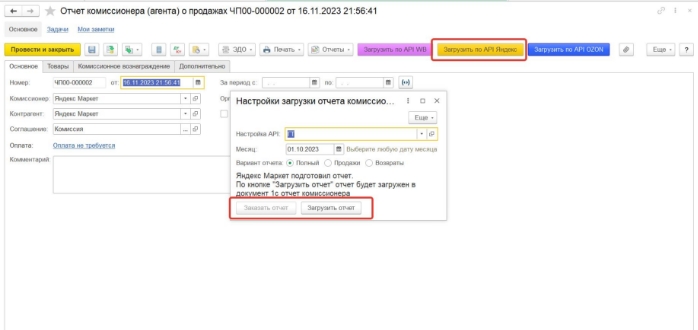 Отчет комиссионера (агента) о продажах ЧП00-000002 от 16.11.2023 21:56:41
Основное Задачи Мои заметки
Провести и закрыть ЭДО Печать Отчеты Загрузить по API WB Загрузить по API Яндекс Загрузить по API OZON Еще ?
Основное Товары Комиссионное вознаграждение Дополнительно
Номер: ЧП00-000002 от: 16.11.2023 21:56:41 За период с: . . по: . .
Комиссионер: Яндекс Маркет Орг
Контрагент: Яндекс Маркет
Соглашение: Комиссия
Оплата: Оплата не требуется
Комментарий:
Настройки загрузки отчета комиссио...
Еще
Настройка API:
Месяц: 01.10.2023 Выберите любую дату месяца
Вариант отчета: Полный Продажи Возвраты
Яндекс Маркет подготовил отчет.
По кнопке "Загрузить отчет" отчет будет загружен в
документ 1с отчет комиссионера
Заказать отчет Загрузить отчет